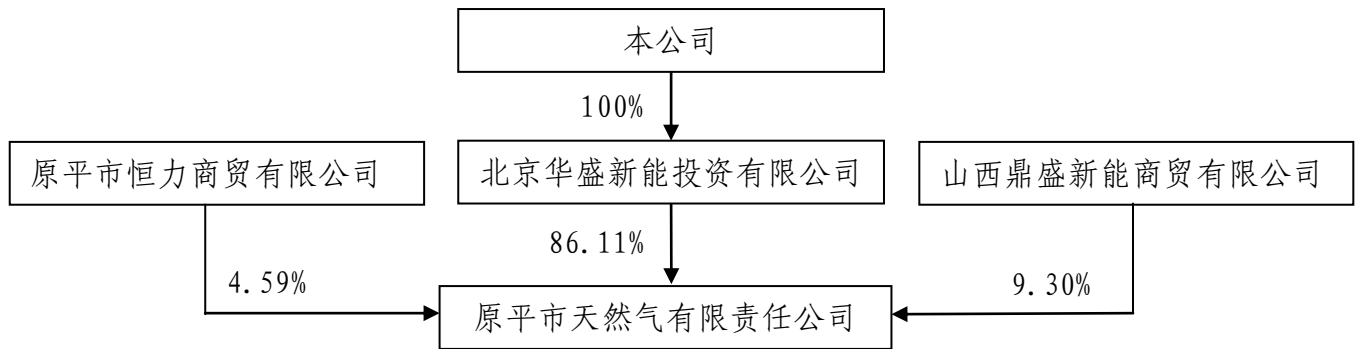 本公司
100%
原平市恒力商贸有限公司
北京华盛新能投资有限公司
山西鼎盛新能商贸有限公司
86.11%
4.59%
9.30%
原平市天然气有限责任公司